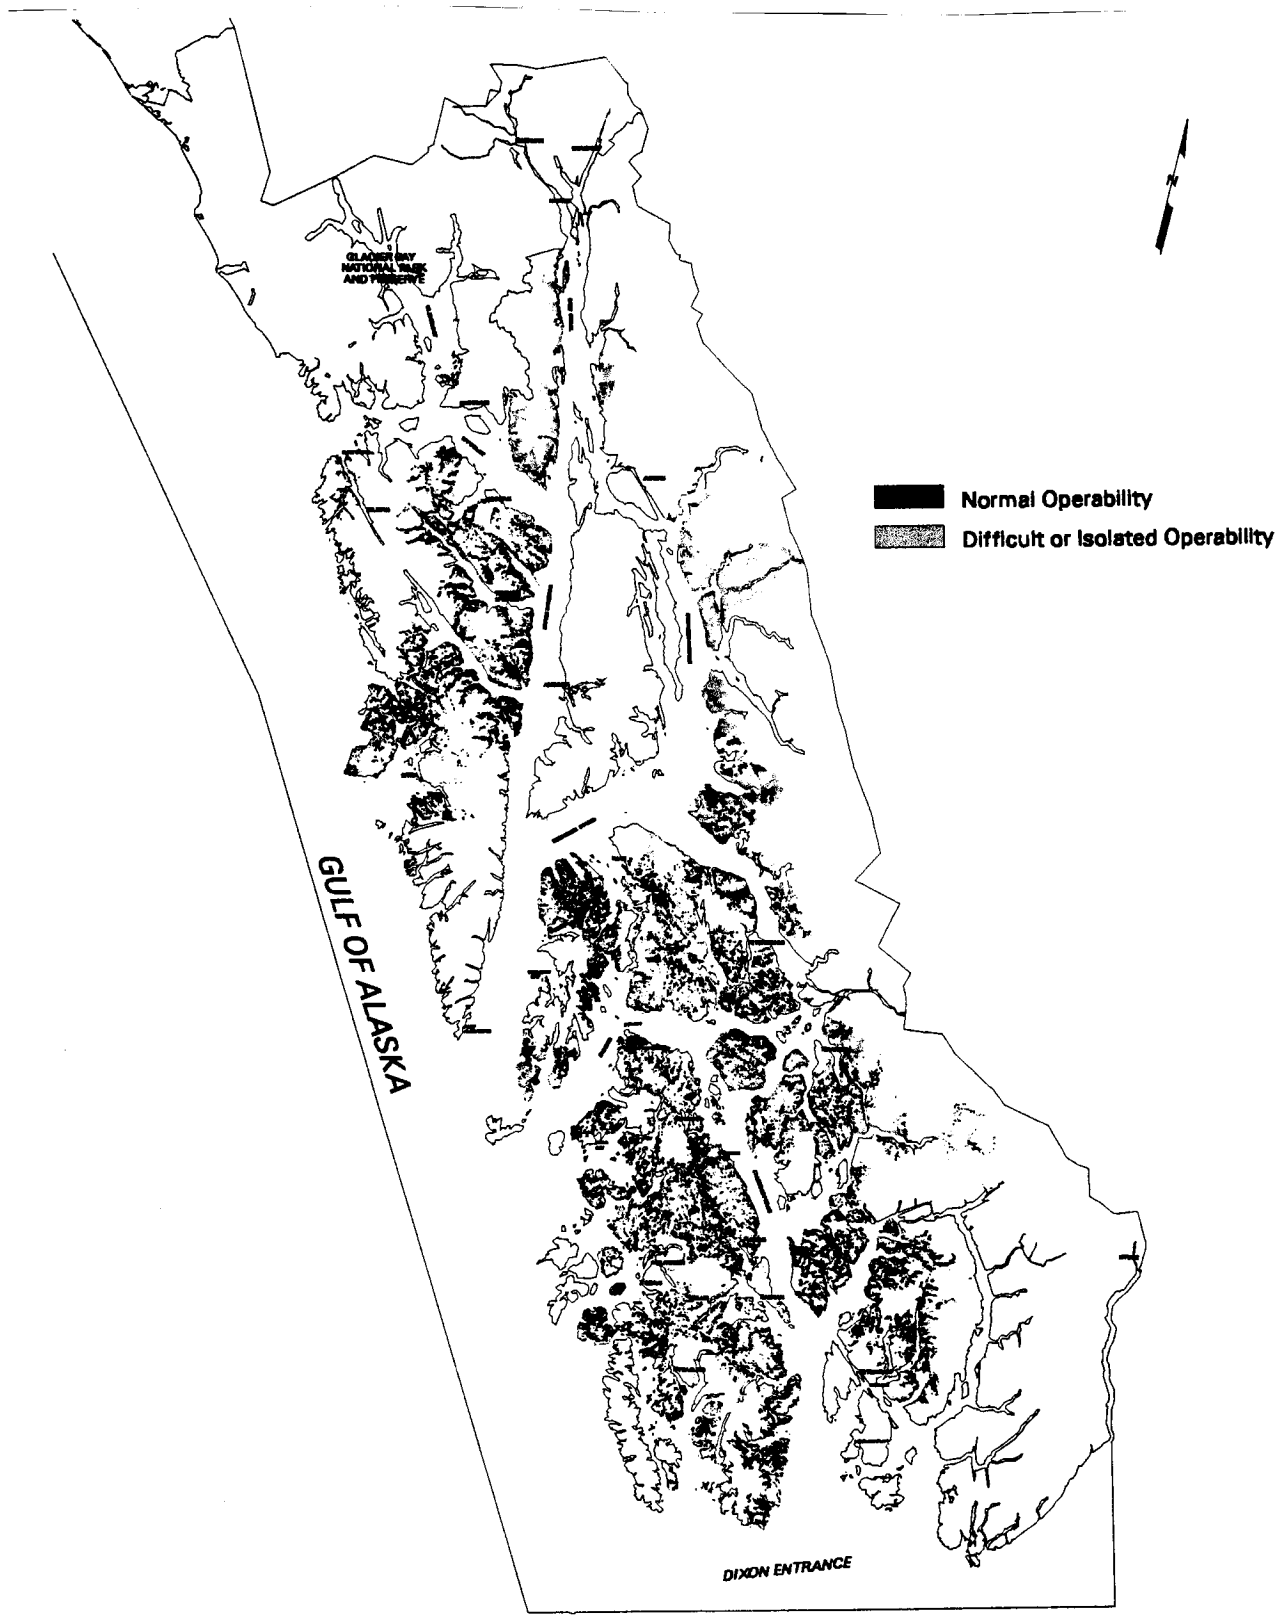 N
GLACIER BAY
NATIONAL PARK
AND PRESERVE
Normal Operability
Difficult or Isolated Operability
GULF OF ALASKA
DIXON ENTRANCE